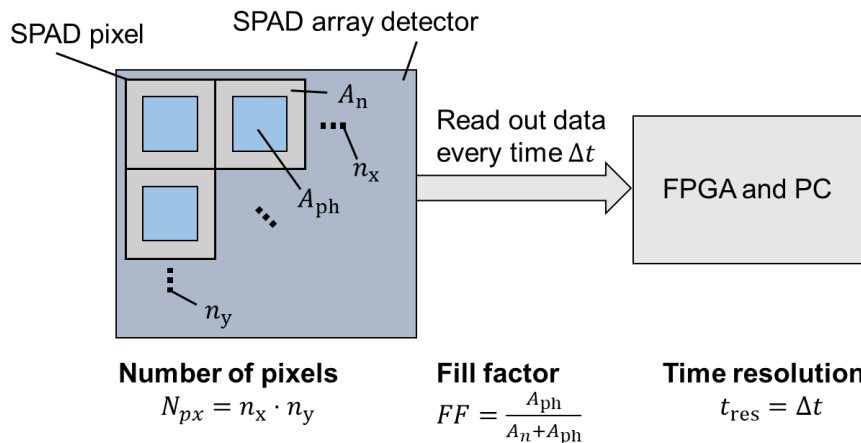 SPAD array detector
SPAD pixel
A_n
n_x
A_ph
n_y
Read out data
every time Δt
FPGA and PC
Number of pixels
N_px = n_x · n_y
Fill factor
FF = A_ph / A_n+A_ph
Time resolution
t_res = Δt